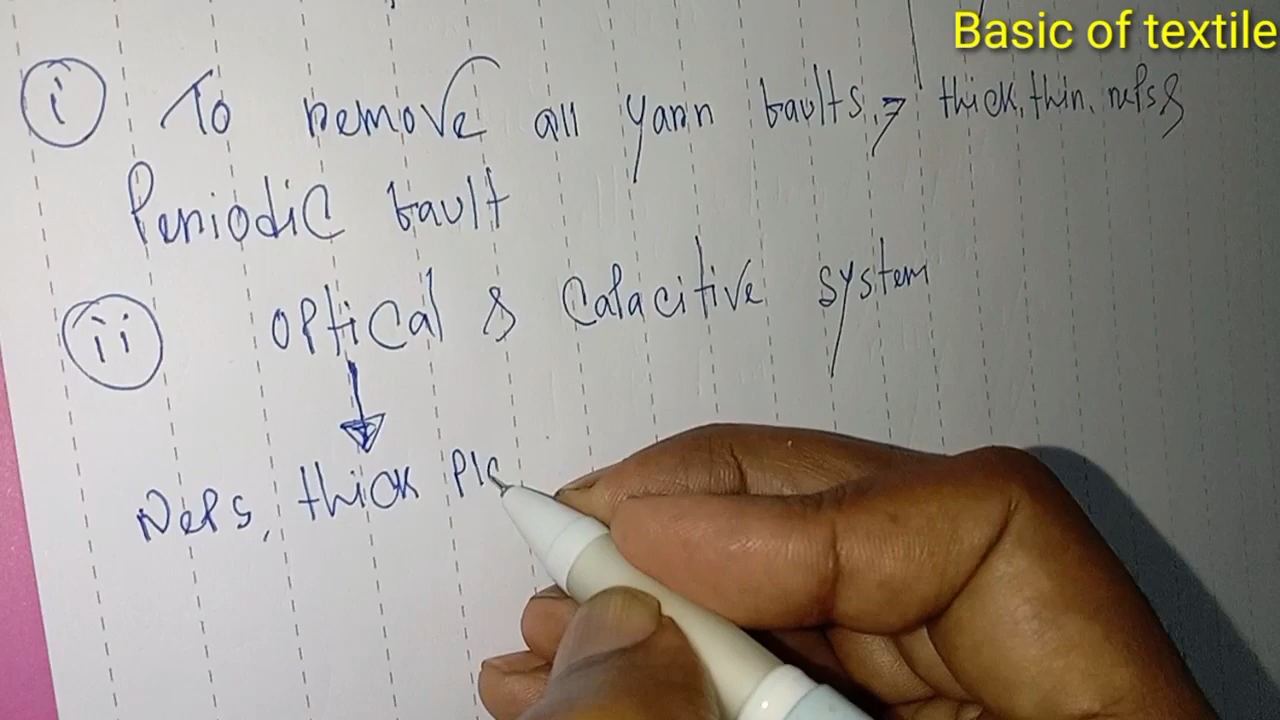 Basic of textile
i To remove all yarn faults. → thick, thin, neps &
Periodic fault
ii optical & Capacitive system
Neps, thick Pla